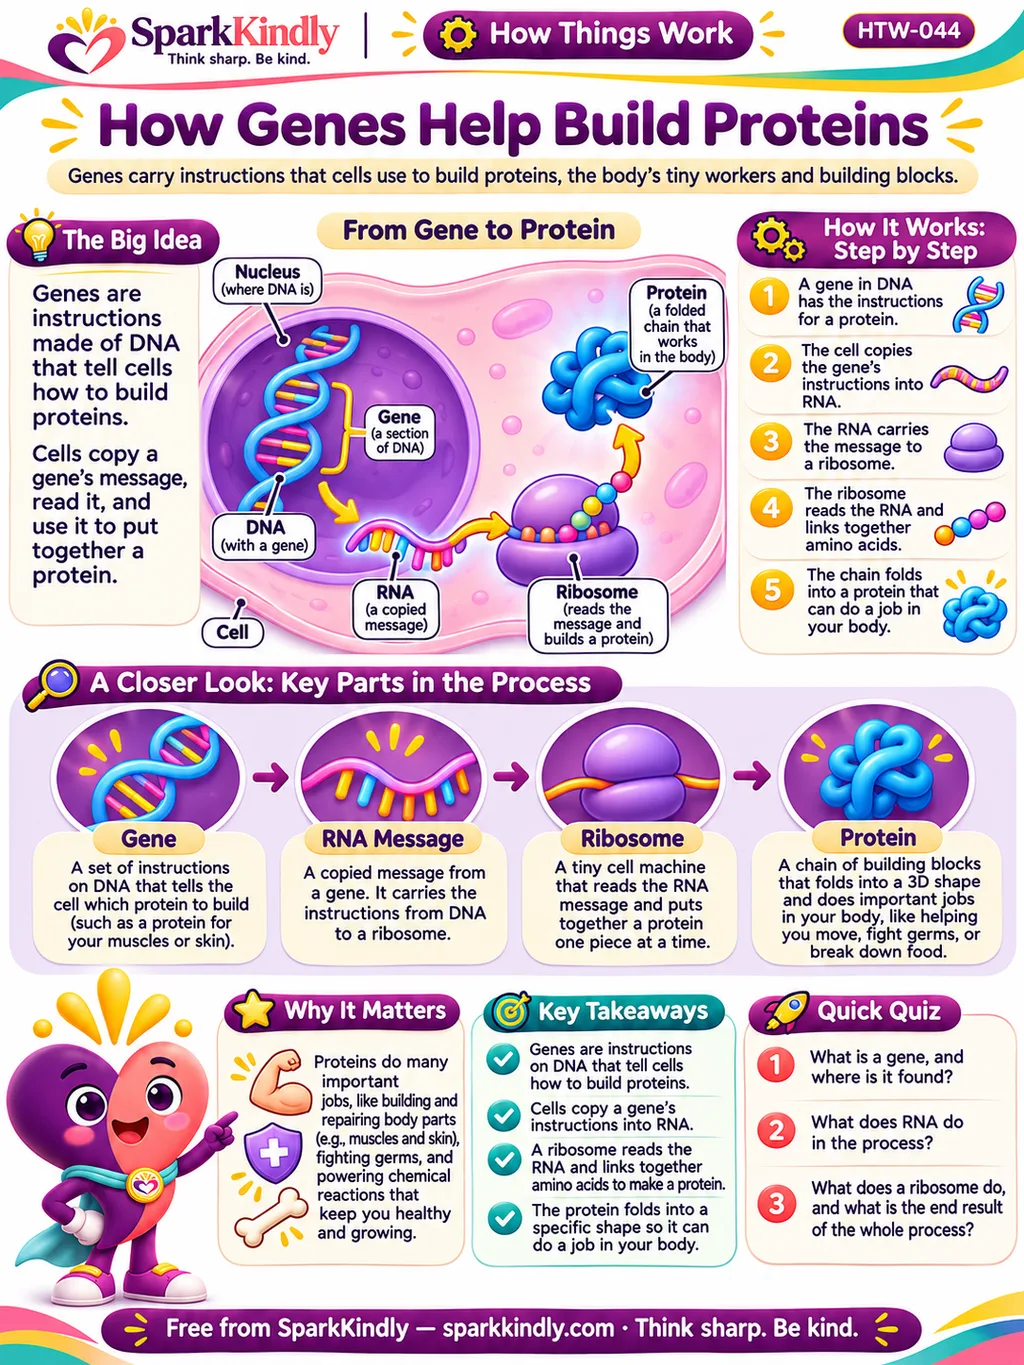 SparkKindly
Think sharp. Be kind.
How Things Work
HTW-044
How Genes Help Build Proteins
Genes carry instructions that cells use to build proteins, the body's tiny workers and building blocks.
The Big Idea
Genes are
instructions
made of DNA
that tell cells
how to build
proteins.
Cells copy a
gene's message,
read it, and
use it to put
together a
protein.
From Gene to Protein
Nucleus
(where DNA is)
Protein
(a folded
chain that
works
in the body)
Gene
(a section
of DNA)
DNA
(with a gene)
RNA
(a copied
message)
Ribosome
(reads the
message and
builds a protein)
Cell
How It Works:
Step by Step
1
A gene in DNA
has the instructions
for a protein.
2
The cell copies
the gene's
instructions into
RNA.
3
The RNA carries
the message to
a ribosome.
4
The ribosome
reads the RNA and
links together
amino acids.
5
The chain folds
into a protein that
can do a job in
your body.
A Closer Look: Key Parts in the Process
Gene
A set of instructions
on DNA that tells the
cell which protein to build
(such as a protein for
your muscles or skin).
RNA Message
A copied message from
a gene. It carries the
instructions from DNA
to a ribosome.
Ribosome
A tiny cell machine
that reads the RNA
message and puts
together a protein
one piece at a time.
Protein
A chain of building blocks
that folds into a 3D shape
and does important jobs
in your body, like helping
you move, fight germs, or
break down food.
Why It Matters
Proteins do many
important
jobs, like building and
repairing body parts
(e.g., muscles and skin),
fighting germs, and
powering chemical
reactions that
keep you healthy
and growing.
Key Takeaways
Genes are instructions
on DNA that tell cells
how to build proteins.
Cells copy a gene's
instructions into RNA.
A ribosome reads the
RNA and links together
amino acids to make a protein.
The protein folds into a
specific shape so it can
do a job in your body.
Quick Quiz
1
What is a gene, and
where is it found?
2
What does RNA do
in the process?
3
What does a ribosome do,
and what is the end result
of the whole process?
Free from SparkKindly — sparkkindly.com · Think sharp. Be kind.